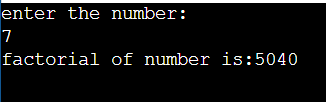 enter the number:
7
factorial of number is:5040